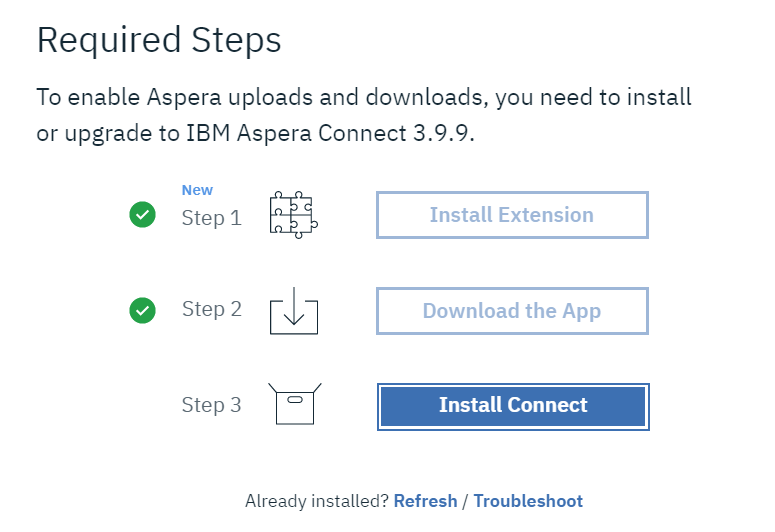 Required Steps
To enable Aspera uploads and downloads, you need to install
or upgrade to IBM Aspera Connect 3.9.9.
New
Step 1
Install Extension
Step 2
Download the App
Step 3
Install Connect
Already installed? Refresh / Troubleshoot